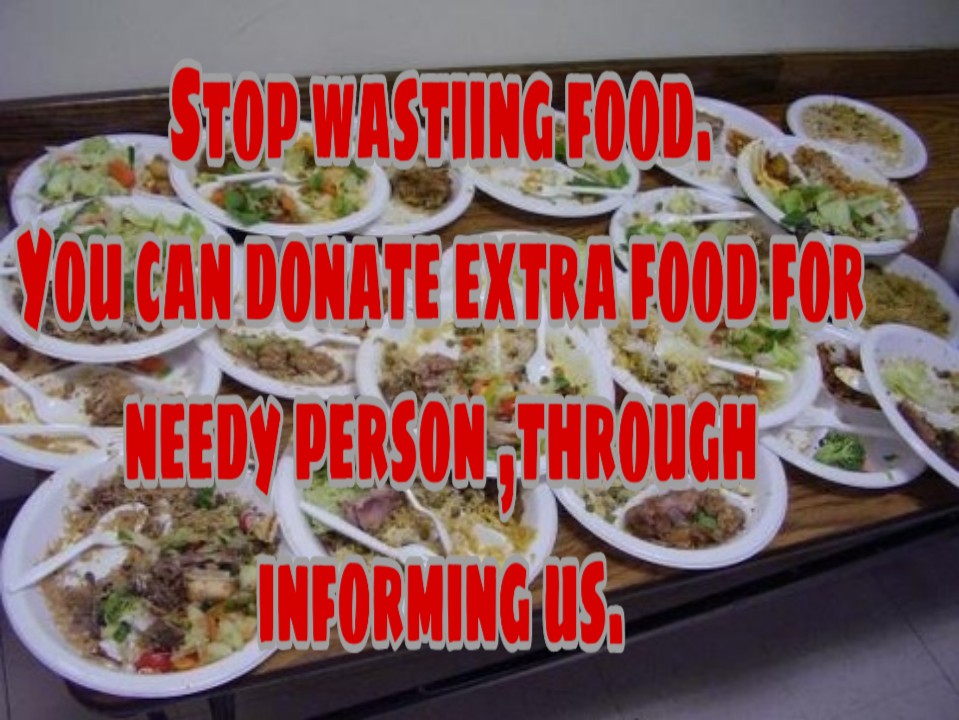 Stop wastiing food.
You can donate extra food for
needy person ,through
informing us.